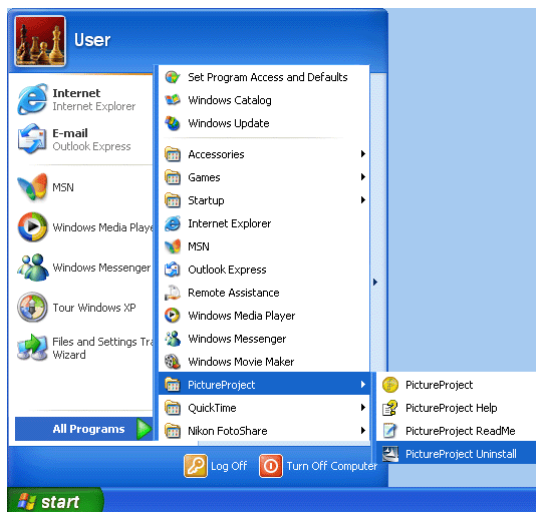 User
Internet
Internet Explorer
E-mail
Outlook Express
MSN
Windows Media Playe
Windows Messenger
Tour Windows XP
Files and Settings Tra
Wizard
All Programs
Set Program Access and Defaults
Windows Catalog
Windows Update
Accessories
Games
Startup
Internet Explorer
MSN
Outlook Express
Remote Assistance
Windows Media Player
Windows Messenger
Windows Movie Maker
PictureProject
QuickTime
Nikon FotoShare
PictureProject
PictureProject Help
PictureProject ReadMe
PictureProject Uninstall
Log Off
Turn Off Computer
start